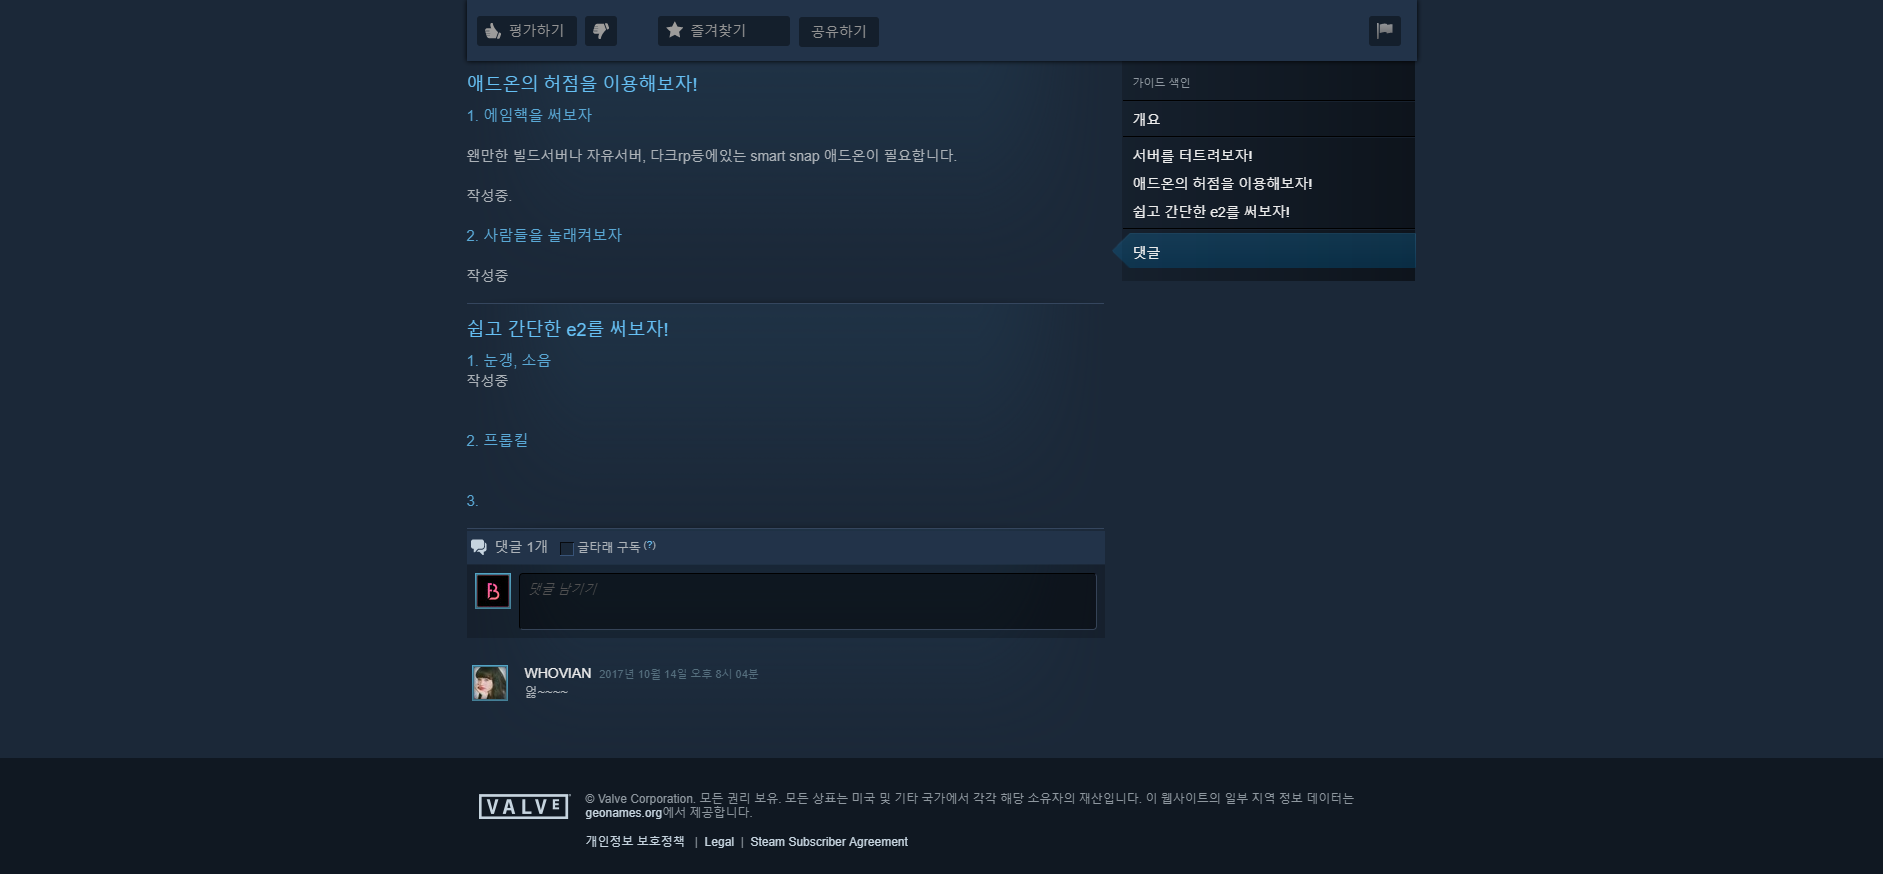 평가하기
즐겨찾기
공유하기
애드온의 허점을 이용해보자!
1. 에임핵을 써보자
왠만한 빌드서버나 자유서버, 다크rp등에있는 smart snap 애드온이 필요합니다.
작성중.
2. 사람들을 놀래켜보자
작성중
쉽고 간단한 e2를 써보자!
1. 눈갱, 소음
작성중
2. 프롭킬
3.
가이드 색인
개요
서버를 터트려보자!
애드온의 허점을 이용해보자!
쉽고 간단한 e2를 써보자!
댓글
댓글 1개 글타래 구독 (?)
댓글 남기기
WHOVIAN 2017년 10월 14일 오후 8시 04분
엃~~~~
VALVE
© Valve Corporation. 모든 권리 보유. 모든 상표는 미국 및 기타 국가에서 각각 해당 소유자의 재산입니다. 이 웹사이트의 일부 지역 정보 데이터는
geonames.org에서 제공합니다.
개인정보 보호정책 | Legal | Steam Subscriber Agreement